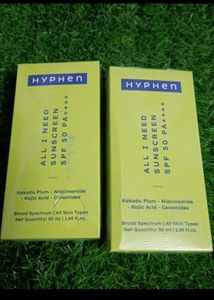 HYPHEN
ALL I NEED
SUNSCREEN
SPF 50 PA++++
Kakadu Plum - Niacinamide
- Kojic Acid - Ceramides
Broad Spectrum | All Skin Types
Net Quantity: 50 ml | 1.69 fl.oz.
HYPHEN
ALL I NEED
SUNSCREEN
SPF 50 PA++++
Kakadu Plum - Niacinamide
- Kojic Acid - Ceramides
Broad Spectrum | All Skin Types
Net Quantity: 50 ml | 1.69 fl.oz.